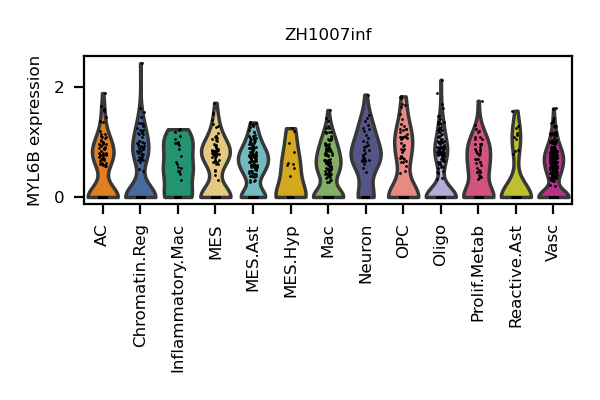 ZH1007inf
MYL6B expression
2
0
AC
Chromatin.Reg
Inflammatory.Mac
MES
MES.Ast
MES.Hyp
Mac
Neuron
OPC
Oligo
Prolif.Metab
Reactive.Ast
Vasc